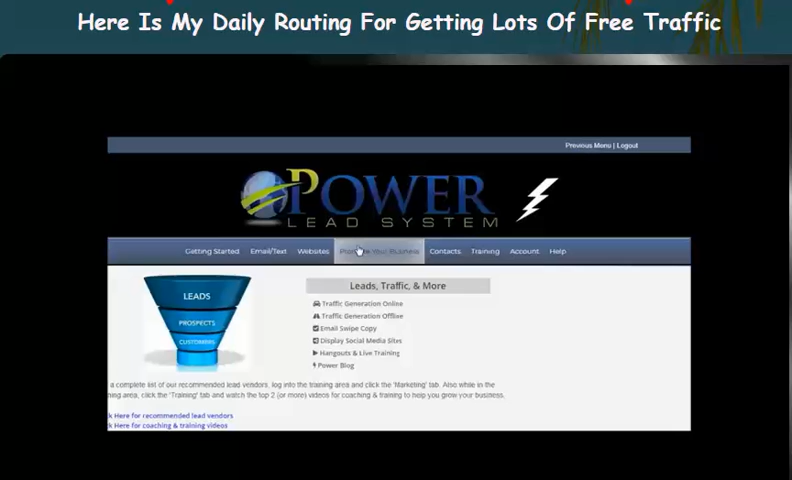 Here Is My Daily Routing For Getting Lots Of Free Traffic
Previous Menu | Logout
POWER
LEAD SYSTEM
Getting Started Email/Text Websites Promote Your Business Contacts Training Account Help
LEADS
PROSPECTS
CUSTOMERS
Leads, Traffic, & More
Traffic Generation Online
Traffic Generation Offline
Email Swipe Copy
Display Social Media Sites
Hangouts & Live Training
Power Blog
a complete list of our recommended lead vendors, log into the training area and click the 'Marketing' tab. Also while in the
ning area, click the 'Training' tab and watch the top 2 (or more) videos for coaching & training to help you grow your business.
k Here for recommended lead vendors
k Here for coaching & training videos